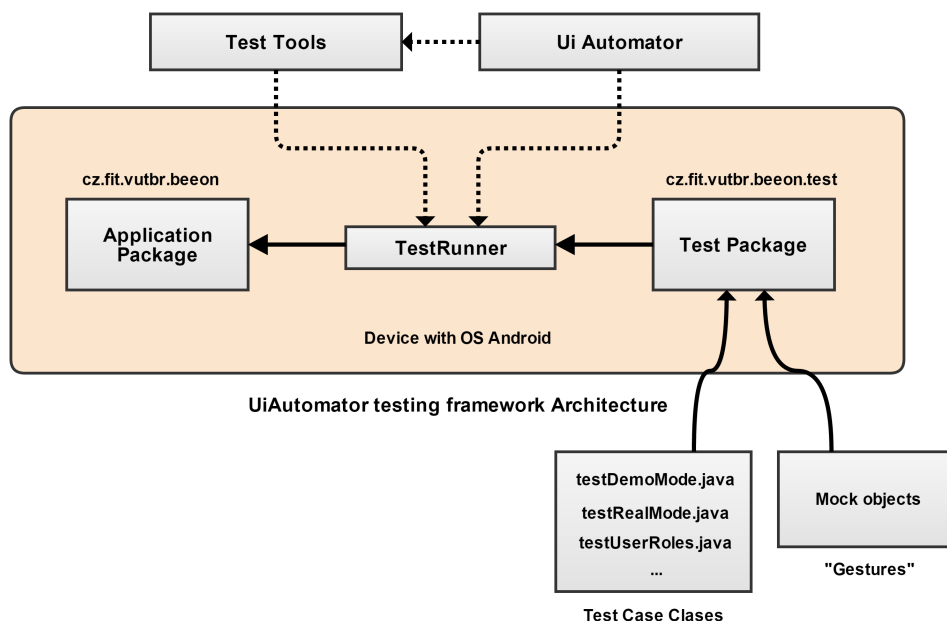 Test Tools
Ui Automator
cz.fit.vutbr.beeon
cz.fit.vutbr.beeon.test
Application
Package
TestRunner
Test Package
Device with OS Android
UiAutomator testing framework Architecture
testDemoMode.java
testRealMode.java
testUserRoles.java
...
Mock objects
"Gestures"
Test Case Clases